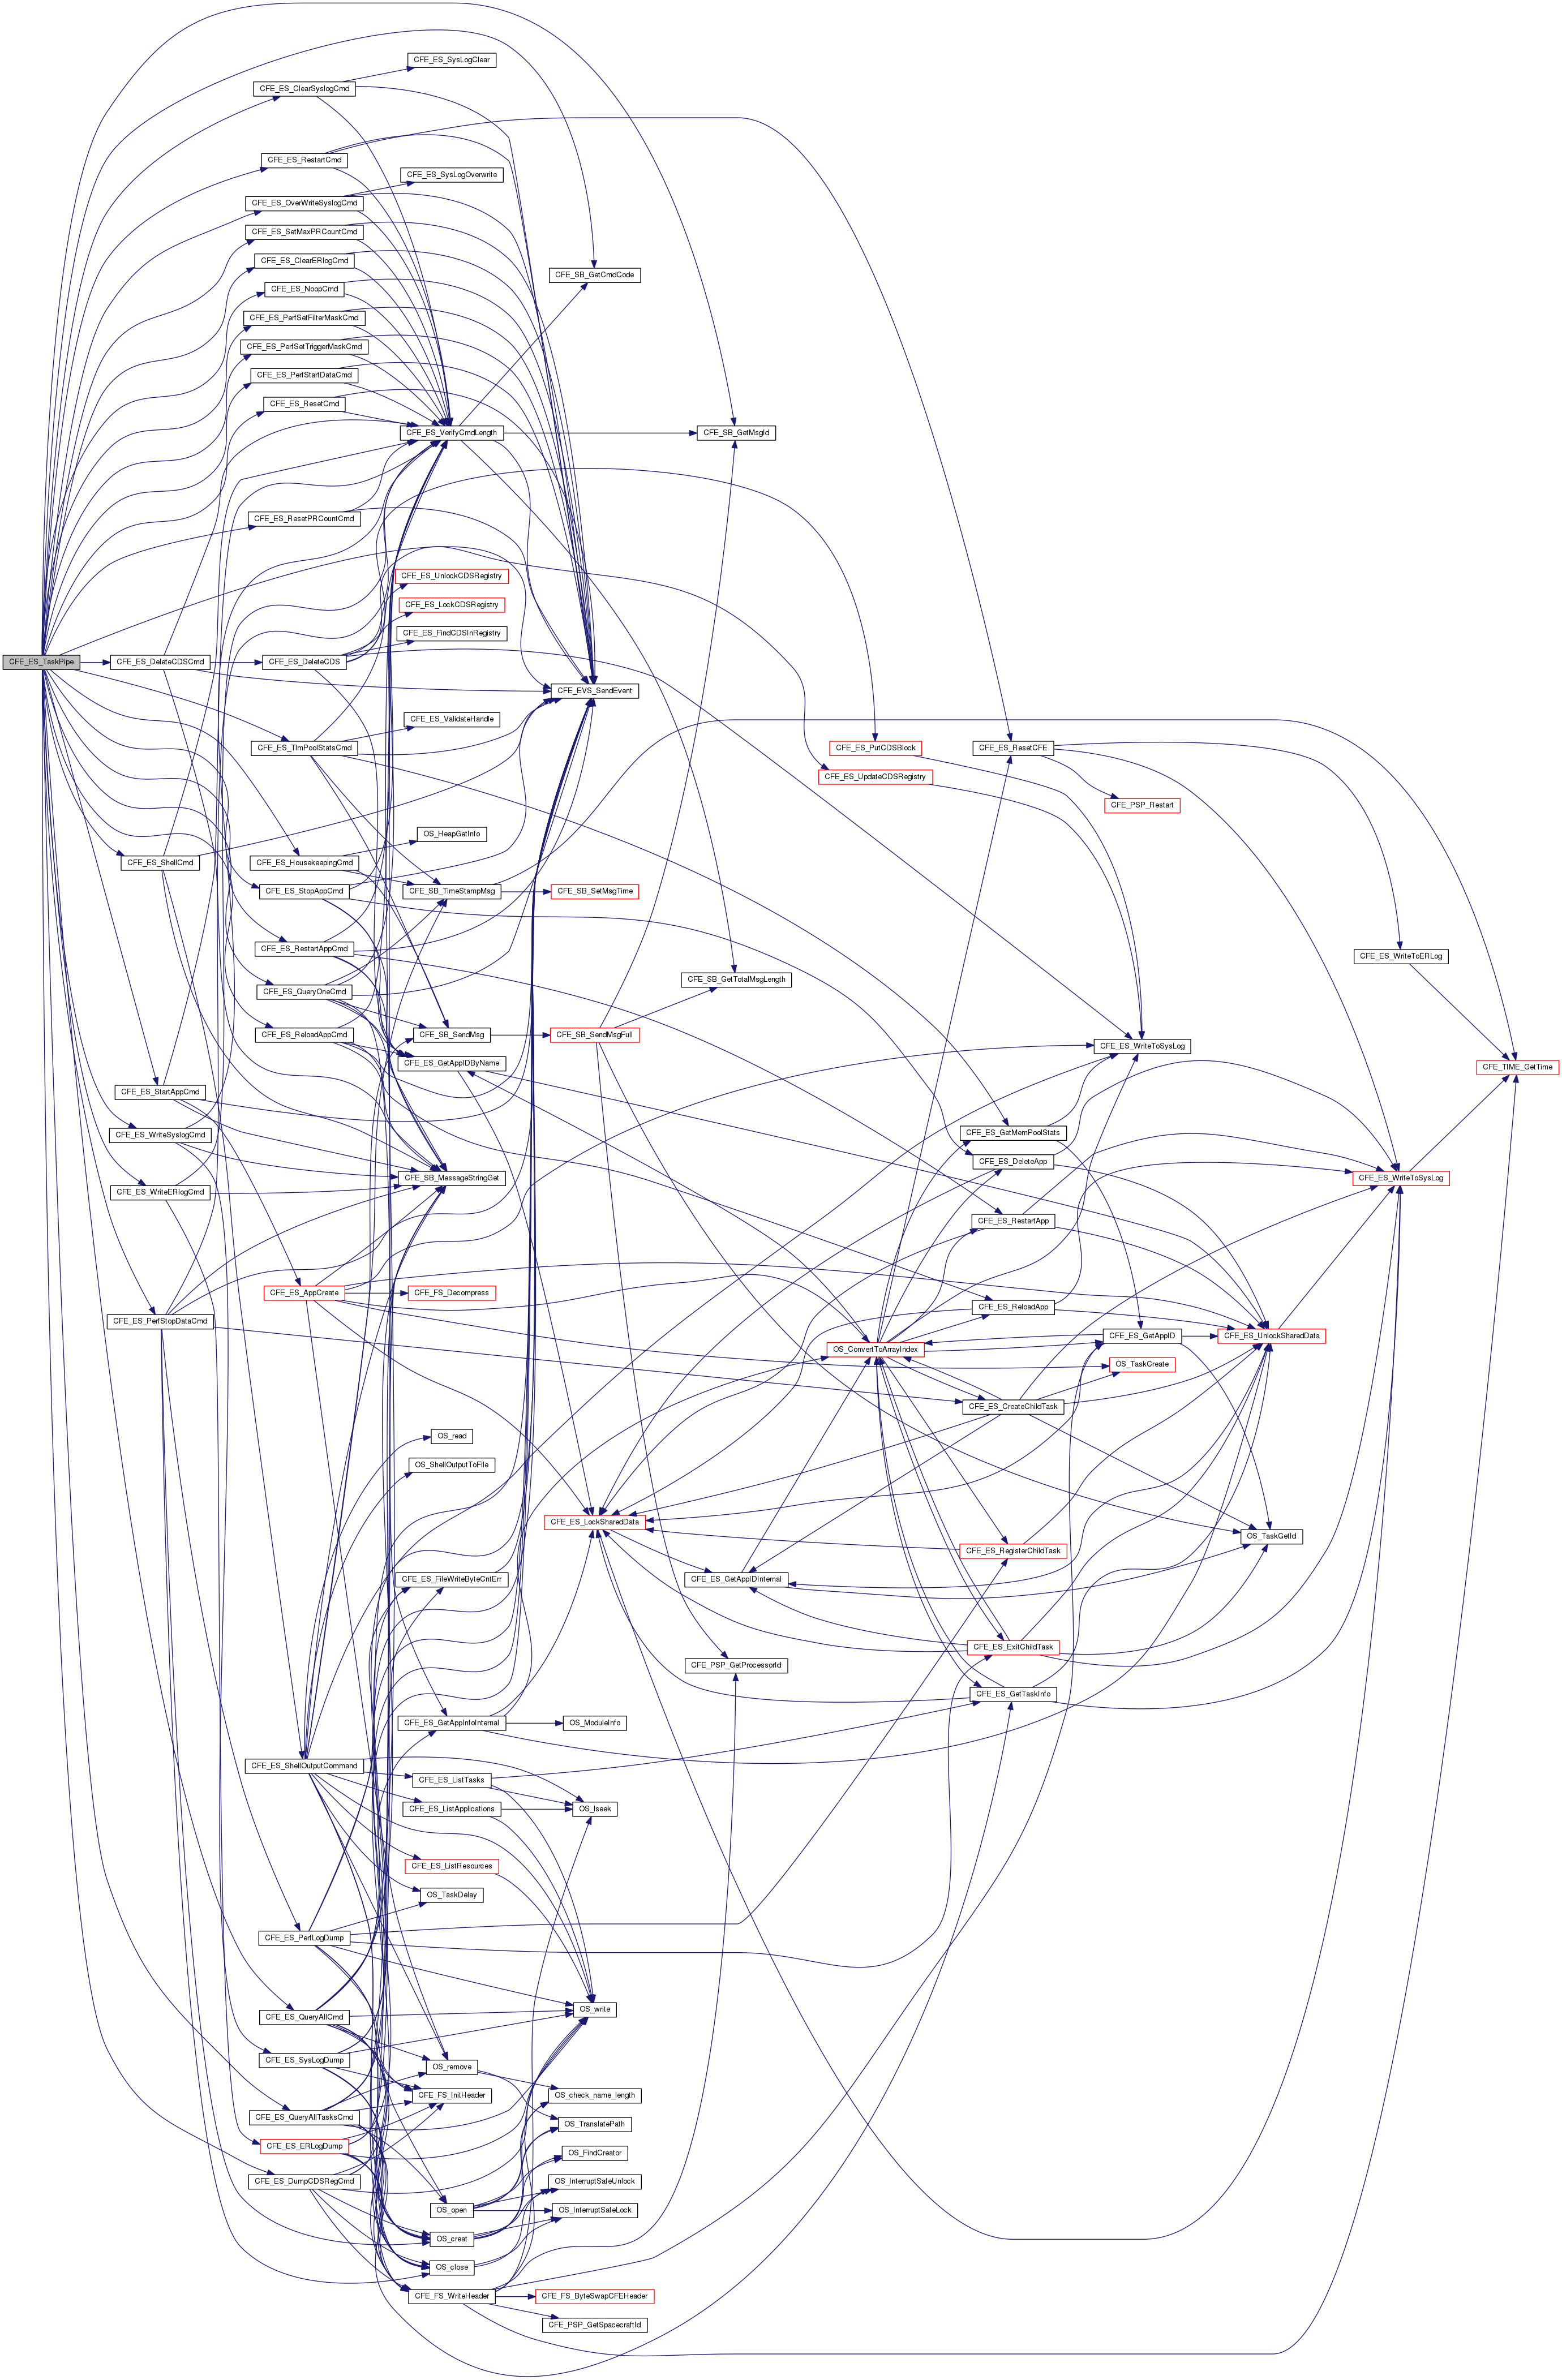 CFE_ES_SysLogClear
CFE_ES_ClearSyslogCmd
CFE_ES_RestartCmd
CFE_ES_SysLogOverwrite
CFE_ES_OverWriteSyslogCmd
CFE_ES_SetMaxPRCountCmd
CFE_ES_ClearERlogCmd
CFE_SB_GetCmdCode
CFE_ES_NoopCmd
CFE_ES_PerfSetFilterMaskCmd
CFE_ES_PerfSetTriggerMaskCmd
CFE_ES_PerfStartDataCmd
CFE_ES_ResetCmd
CFE_ES_VerifyCmdLength
CFE_SB_GetMsgId
CFE_ES_ResetPRCountCmd
CFE_ES_UnlockCDSRegistry
CFE_ES_LockCDSRegistry
CFE_ES_FindCDSInRegistry
CFE_ES_TaskPipe
CFE_ES_DeleteCDSCmd
CFE_ES_DeleteCDS
CFE_EVS_SendEvent
CFE_ES_ValidateHandle
CFE_ES_TlmPoolStatsCmd
CFE_ES_PutCDSBlock
CFE_ES_ResetCFE
CFE_ES_UpdateCDSRegistry
CFE_PSP_Restart
OS_HeapGetInfo
CFE_ES_ShellCmd
CFE_ES_HousekeepingCmd
CFE_ES_StopAppCmd
CFE_SB_TimeStampMsg
CFE_SB_SetMsgTime
CFE_ES_RestartAppCmd
CFE_ES_WriteToERLog
CFE_SB_GetTotalMsgLength
CFE_ES_QueryOneCmd
CFE_ES_ReloadAppCmd
CFE_SB_SendMsg
CFE_SB_SendMsgFull
CFE_ES_WriteToSysLog
CFE_ES_GetAppIDByName
CFE_TIME_GetTime
CFE_ES_StartAppCmd
CFE_ES_WriteSyslogCmd
CFE_ES_GetMemPoolStats
CFE_ES_DeleteApp
CFE_SB_MessageStringGet
CFE_ES_WriteToSysLog
CFE_ES_WriteERlogCmd
CFE_ES_RestartApp
CFE_ES_AppCreate
CFE_FS_Decompress
CFE_ES_ReloadApp
CFE_ES_PerfStopDataCmd
CFE_ES_GetAppID
CFE_ES_UnlockSharedData
OS_ConvertToArrayIndex
OS_TaskCreate
CFE_ES_CreateChildTask
OS_read
OS_ShellOutputToFile
CFE_ES_LockSharedData
OS_TaskGetId
CFE_ES_RegisterChildTask
CFE_ES_FileWriteByteCntErr
CFE_ES_GetAppIDInternal
CFE_ES_ExitChildTask
CFE_PSP_GetProcessorId
CFE_ES_GetTaskInfo
CFE_ES_GetAppInfoInternal
OS_ModuleInfo
CFE_ES_ShellOutputCommand
CFE_ES_ListTasks
CFE_ES_ListApplications
OS_lseek
CFE_ES_ListResources
OS_TaskDelay
CFE_ES_PerfLogDump
OS_write
CFE_ES_QueryAllCmd
CFE_ES_SysLogDump
OS_remove
CFE_FS_InitHeader
OS_check_name_length
CFE_ES_QueryAllTasksCmd
OS_TranslatePath
CFE_ES_ERLogDump
OS_FindCreator
CFE_ES_DumpCDSRegCmd
OS_InterruptSafeUnlock
OS_open
OS_InterruptSafeLock
OS_creat
OS_close
CFE_FS_WriteHeader
CFE_FS_ByteSwapCFEHeader
CFE_PSP_GetSpacecraftId